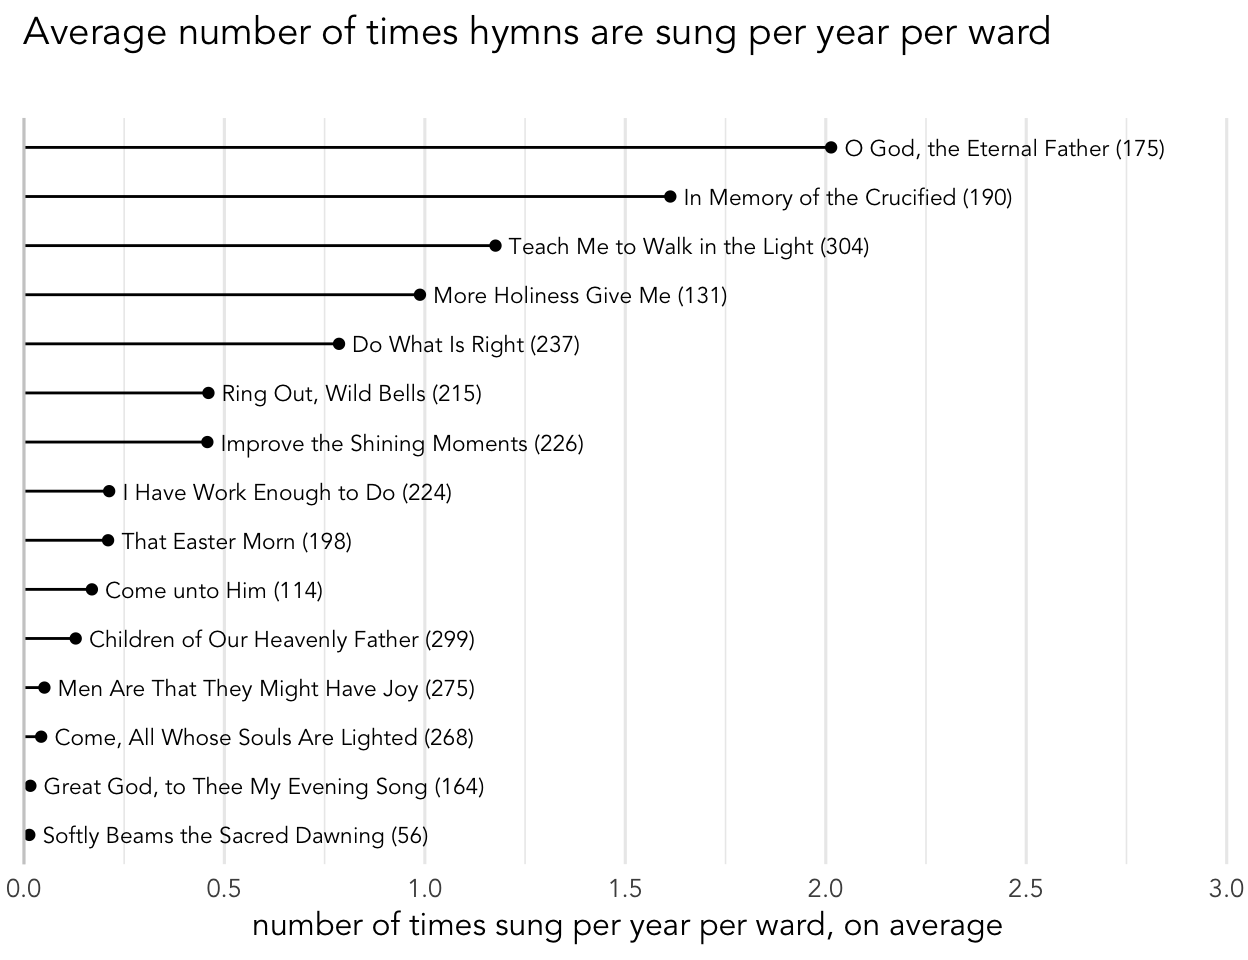 Average number of times hymns are sung per year per ward
O God, the Eternal Father (175)
In Memory of the Crucified (190)
Teach Me to Walk in the Light (304)
More Holiness Give Me (131)
Do What Is Right (237)
Ring Out, Wild Bells (215)
Improve the Shining Moments (226)
I Have Work Enough to Do (224)
That Easter Morn (198)
Come unto Him (114)
Children of Our Heavenly Father (299)
Men Are That They Might Have Joy (275)
Come, All Whose Souls Are Lighted (268)
Great God, to Thee My Evening Song (164)
Softly Beams the Sacred Dawning (56)
0.0 0.5 1.0 1.5 2.0 2.5 3.0
number of times sung per year per ward, on average